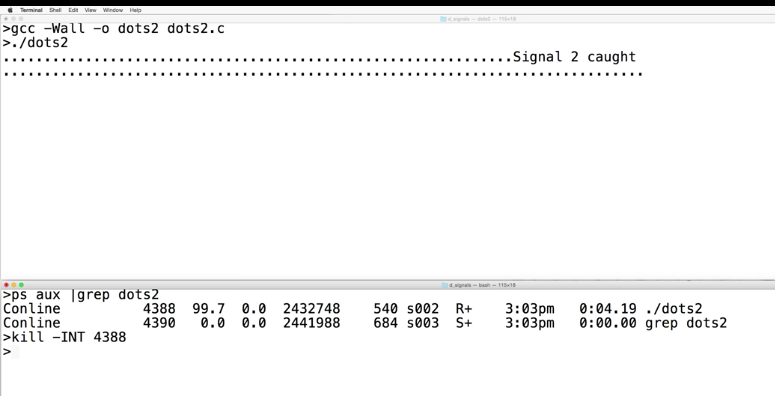 Terminal Shell Edit View Window Help
d_signals — dots2 — 115×18
>gcc -Wall -o dots2 dots2.c
>./dots2
..............................................................Signal 2 caught
..............................................................................
d_signals — bash — 115×18
>ps aux |grep dots2
Conline 4388 99.7 0.0 2432748 540 s002 R+ 3:03pm 0:04.19 ./dots2
Conline 4390 0.0 0.0 2441988 684 s003 S+ 3:03pm 0:00.00 grep dots2
>kill -INT 4388
>